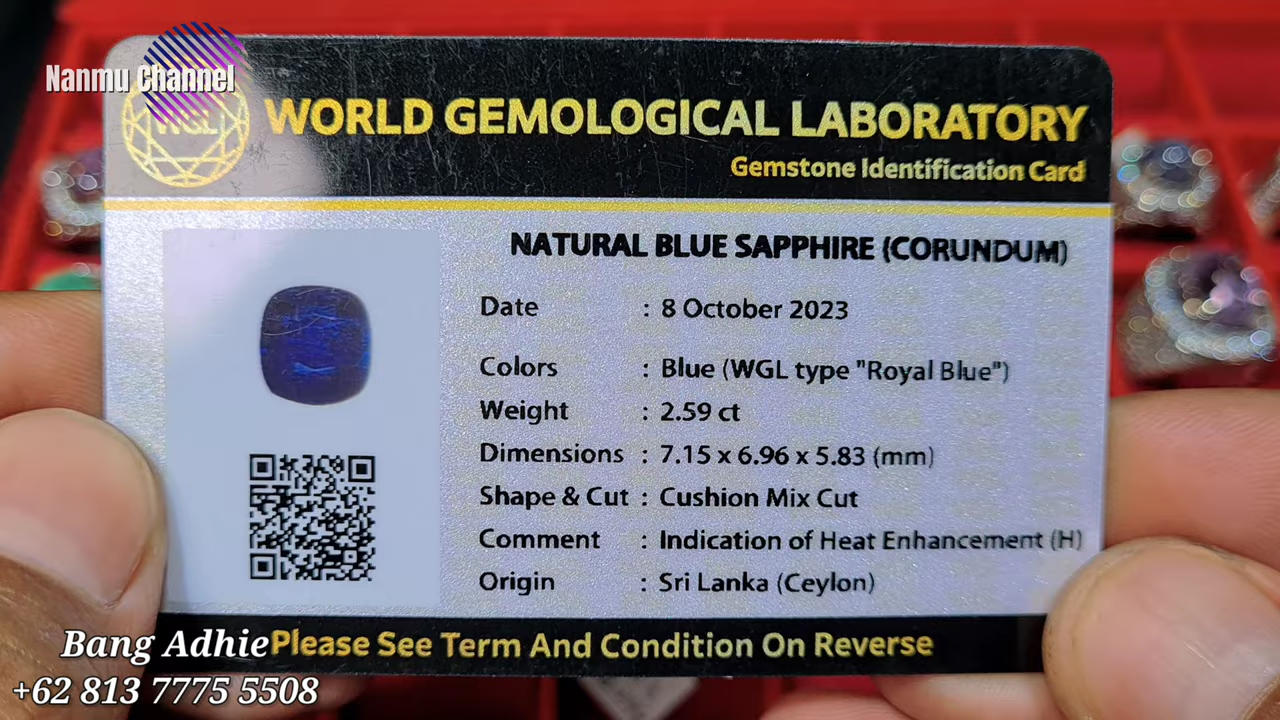 Nanmu Channel
WGL
WORLD GEMOLOGICAL LABORATORY
Gemstone Identification Card
NATURAL BLUE SAPPHIRE (CORUNDUM)
Date : 8 October 2023
Colors : Blue (WGL type "Royal Blue")
Weight : 2.59 ct
Dimensions : 7.15 x 6.96 x 5.83 (mm)
Shape & Cut : Cushion Mix Cut
Comment : Indication of Heat Enhancement (H)
Origin : Sri Lanka (Ceylon)
Please See Term And Condition On Reverse
Bang Adhie
+62 813 7775 5508